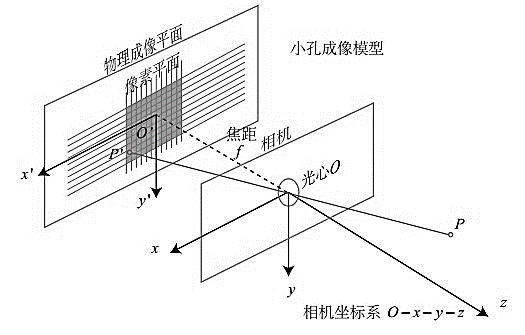 物理成像平面
小孔成像模型
像素平面
O'
焦距
f
相机
P'
x'
y'
光心O
P
x
y
z
相机坐标系 O-x-y-z